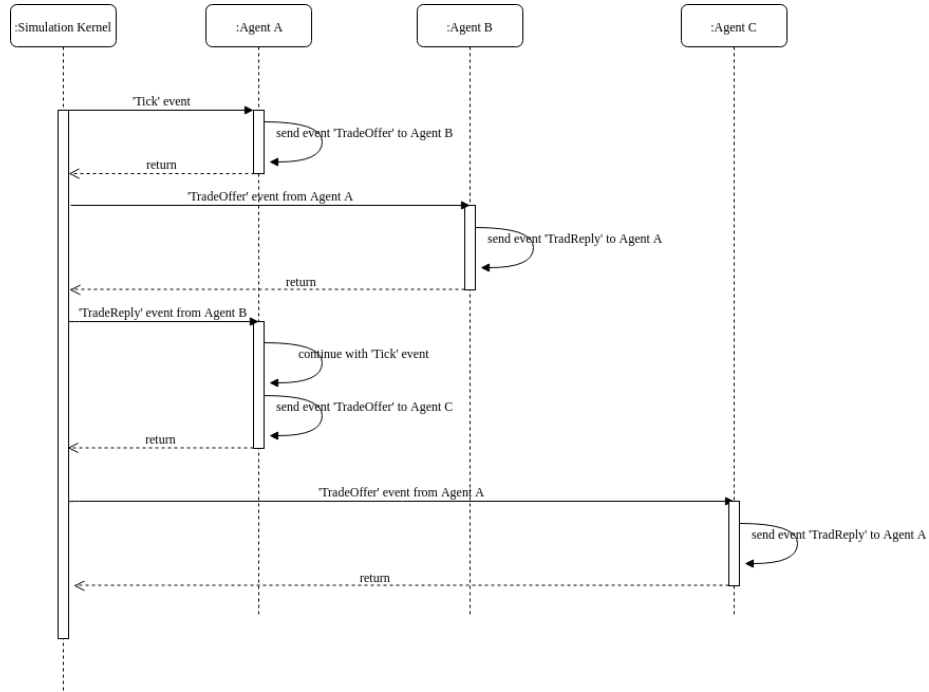 :Simulation Kernel
:Agent A
:Agent B
:Agent C
'Tick' event
send event 'TradeOffer' to Agent B
return
'TradeOffer' event from Agent A
send event 'TradReply' to Agent A
return
'TradeReply' event from Agent B
continue with 'Tick' event
send event 'TradeOffer' to Agent C
return
'TradeOffer' event from Agent A
send event 'TradReply' to Agent A
return